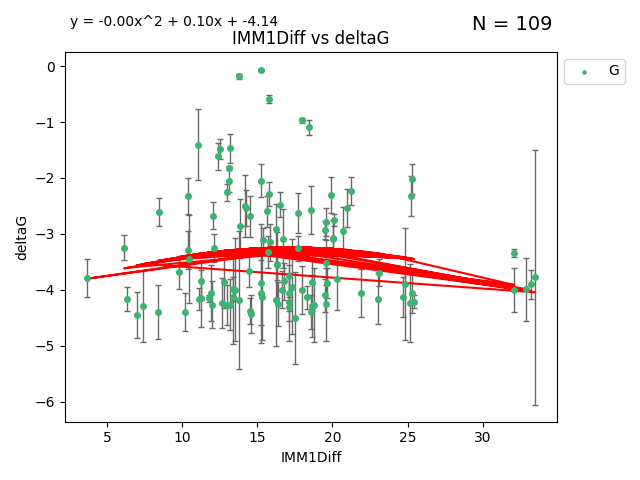 y = -0.00x^2 + 0.10x + -4.14
N = 109
IMM1Diff vs deltaG
G
deltaG
0
−1
−2
−3
−4
−5
−6
5 10 15 20 25 30
IMM1Diff